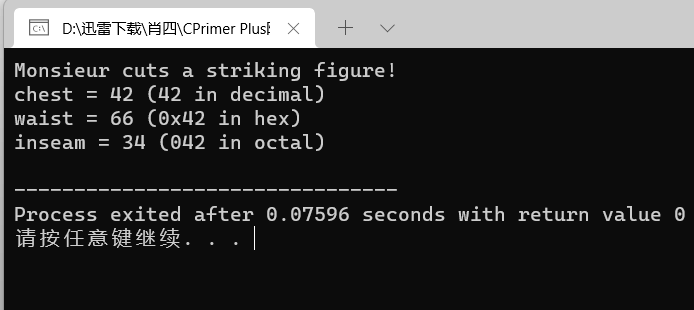 D:\迅雷下载\肖四\CPrimer Plus
Monsieur cuts a striking figure!
chest = 42 (42 in decimal)
waist = 66 (0x42 in hex)
inseam = 34 (042 in octal)
--------------------------------
Process exited after 0.07596 seconds with return value 0
请按任意键继续. . .